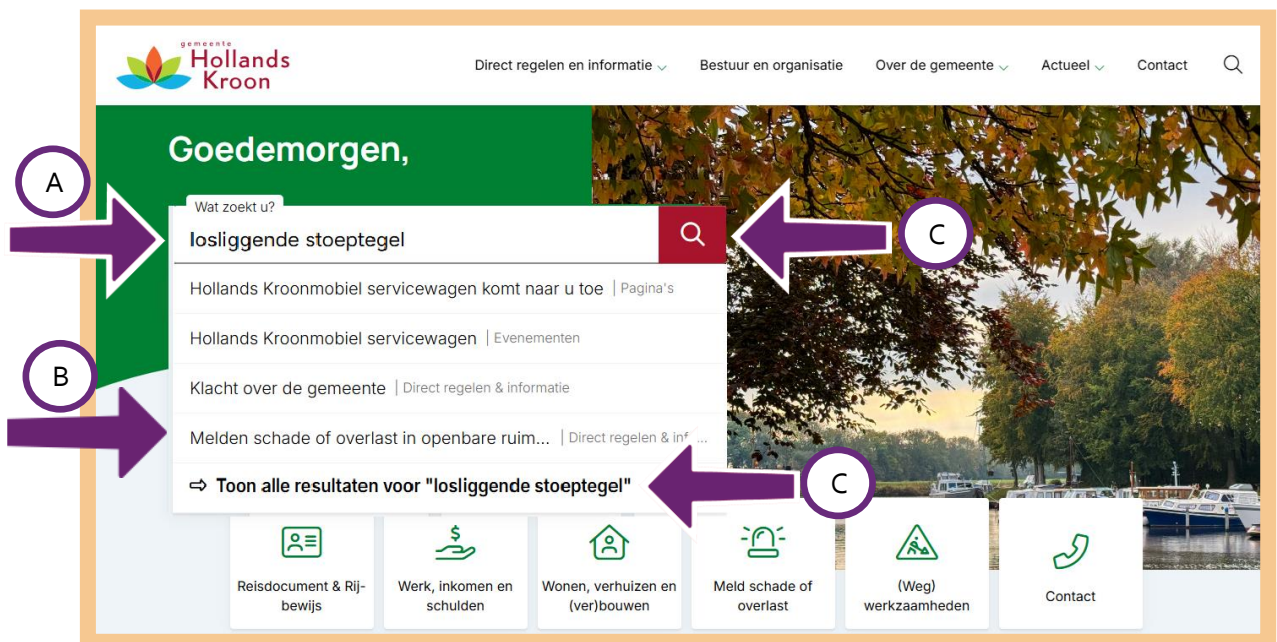 gemeente
Hollands
Kroon
Direct regelen en informatie
Bestuur en organisatie
Over de gemeente
Actueel
Contact
Goedemorgen,
A
Wat zoekt u?
losliggende stoeptegel
C
Hollands Kroonmobiel servicewagen komt naar u toe | Pagina's
Hollands Kroonmobiel servicewagen | Evenementen
B
Klacht over de gemeente | Direct regelen & informatie
Melden schade of overlast in openbare ruim... | Direct regelen & inf...
⇨ Toon alle resultaten voor "losliggende stoeptegel"
C
Reisdocument & Rij-
bewijs
Werk, inkomen en
schulden
Wonen, verhuizen en
(ver)bouwen
Meld schade of
overlast
(Weg)
werkzaamheden
Contact